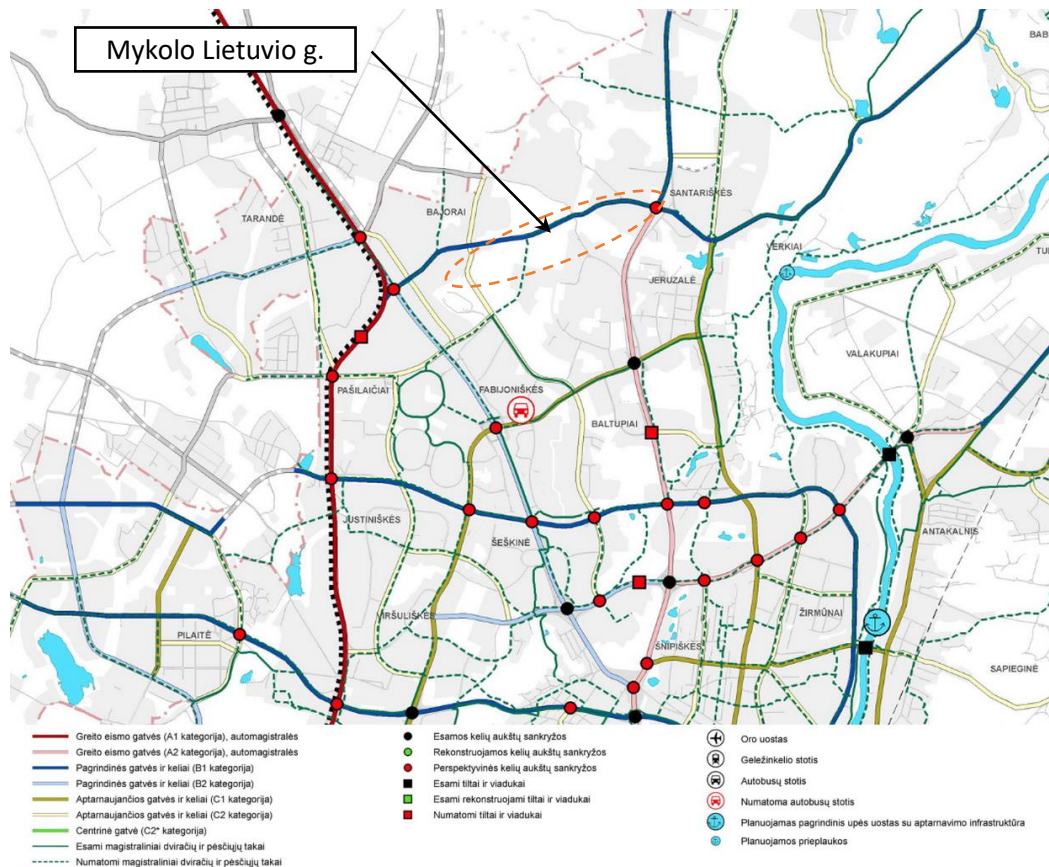 Mykolo Lietuvio g.
BAB
SANTARIŠKĖS
TARANDĖ
BAJORAI
VERKIAI
TU
JERUZALĖ
VALAKUPIAI
PAŠILAIČIAI
FABIJONIŠKĖS
BALTUPIAI
JUSTINIŠKĖS
ŠEŠKINĖ
ANTAKALNIS
VIRŠULIŠKĖS
ŽIRMŪNAI
PILAITĖ
SNIPIŠKĖS
SAPIEGINĖ
Greito eismo gatvės (A1 kategorija), automagistralės
Greito eismo gatvės (A2 kategorija), automagistralės
Pagrindinės gatvės ir keliai (B1 kategorija)
Pagrindinės gatvės ir keliai (B2 kategorija)
Aptarnaujančios gatvės ir keliai (C1 kategorija)
Aptarnaujančios gatvės ir keliai (C2 kategorija)
Centrinė gatvė (C2* kategorija)
Esami magistraliniai dviračių ir pėsčiųjų takai
Numatomi magistraliniai dviračių ir pėsčiųjų takai
Esamos kelių aukštų sankryžos
Rekonstruojamos kelių aukštų sankryžos
Perspektyvinės kelių aukštų sankryžos
Esami tiltai ir viadukai
Esami rekonstruojami tiltai ir viadukai
Numatomi tiltai ir viadukai
Oro uostas
Geležinkelio stotis
Autobusų stotis
Numatoma autobusų stotis
Planuojamas pagrindinis upės uostas su aptarnavimo infrastruktūra
Planuojamos prieplaukos